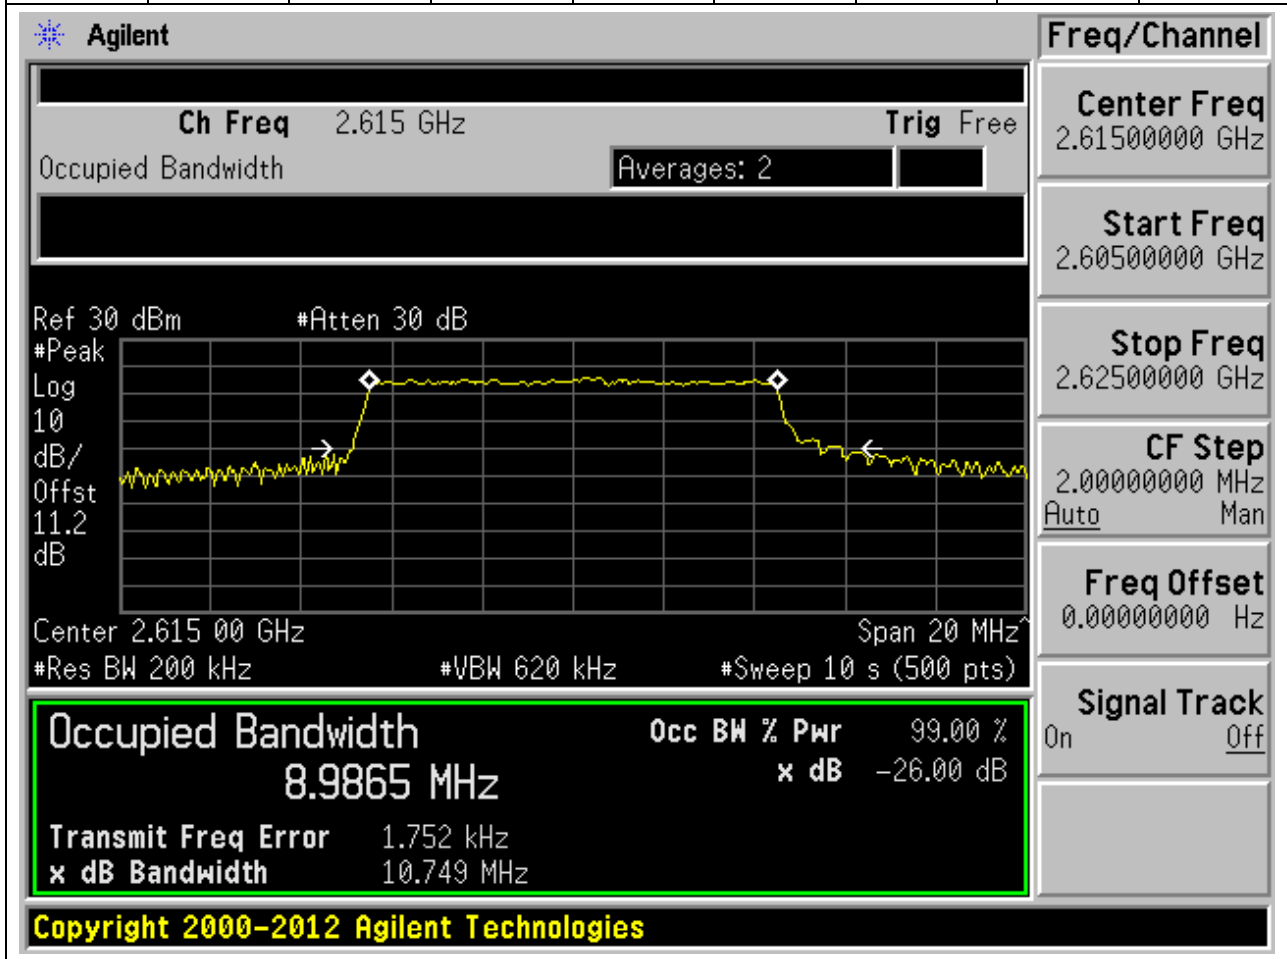 Agilent
Freq/Channel
Ch Freq 2.615 GHz Trig Free
Occupied Bandwidth Averages: 2
Center Freq
2.61500000 GHz
Start Freq
2.60500000 GHz
Stop Freq
2.62500000 GHz
CF Step
2.00000000 MHz
Auto Man
Freq Offset
0.00000000 Hz
Signal Track
On Off
Ref 30 dBm #Atten 30 dB
#Peak
Log
10
dB/
Offst
11.2
dB
Center 2.615 00 GHz Span 20 MHz^
#Res BW 200 kHz #VBW 620 kHz #Sweep 10 s (500 pts)
Occupied Bandwidth Occ BW % Pwr 99.00 %
8.9865 MHz x dB -26.00 dB
Transmit Freq Error 1.752 kHz
x dB Bandwidth 10.749 MHz
Copyright 2000-2012 Agilent Technologies